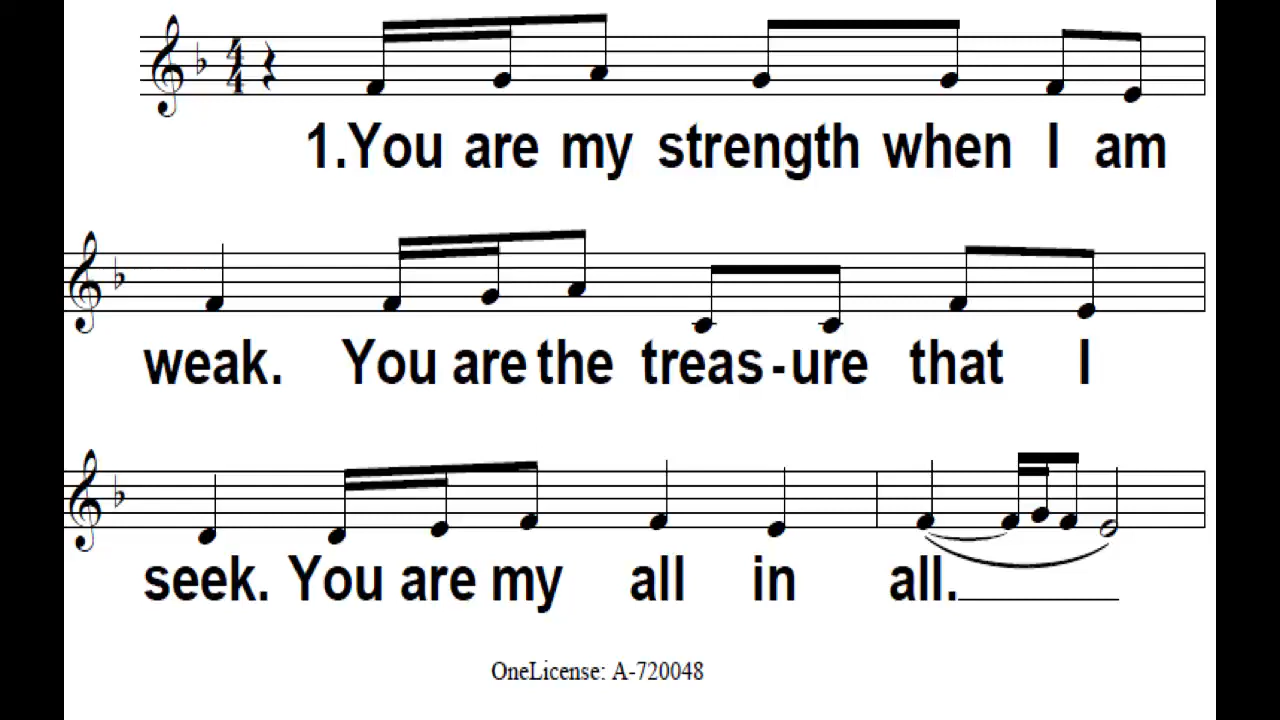 1.You are my strength when I am
weak. You are the treas-ure that I
seek. You are my all in all.
OneLicense: A-720048